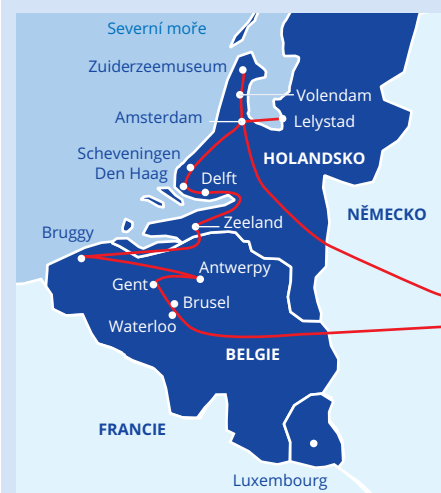 Severní moře
Zuiderzeemuseum
Volendam
Amsterdam
Lelystad
Scheveningen
Den Haag
HOLANDSKO
Delft
NĚMECKO
Zeeland
Bruggy
Antwerpy
Gent
Brusel
Waterloo
BELGIE
FRANCIE
Luxembourg